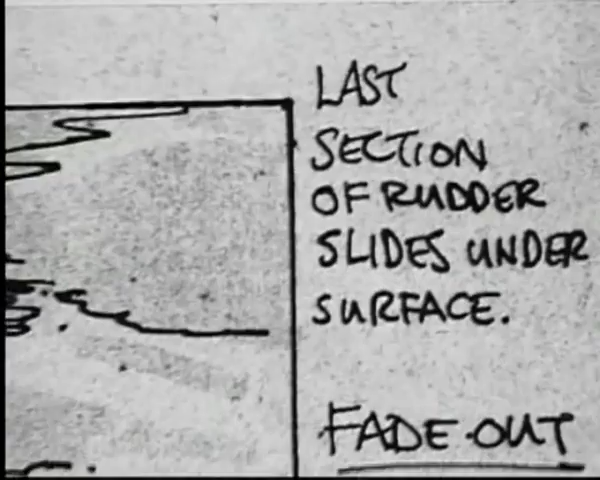 LAST
SECTION
OF RUDDER
SLIDES UNDER
SURFACE.
FADE-OUT